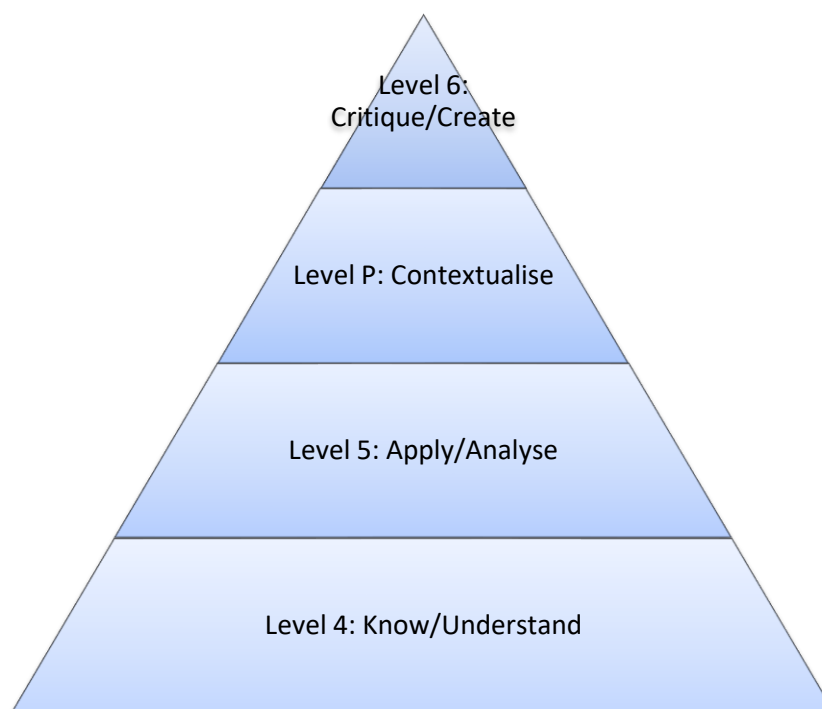 Level 6:
Critique/Create
Level P: Contextualise
Level 5: Apply/Analyse
Level 4: Know/Understand